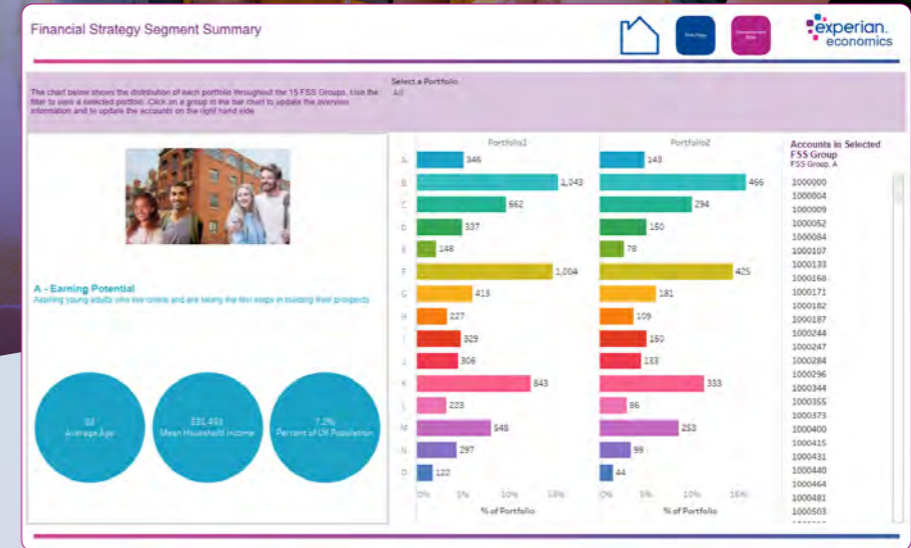 Financial Strategy Segment Summary
experian.
economics
The chart below shows the distribution of each portfolio throughout the 15 FSS Groups. Use the
filter to view a selected portfolio. Click on a group in the bar chart to update the overview
information and to update the accounts on the right hand side
Select a Portfolio
All
A - Earning Potential
Aspiring young adults who live online and are taking the first steps in building their prospects
Average Age
Mean Household Income
7.2%
Percent of UK Population
Portfolio1
Portfolio2
A 346 143
B 1,043 466
C 662 294
D 337 150
E 148 78
F 1,004 425
G 413 181
H 227 109
I 329 150
J 306 133
K 843 333
L 223 86
M 548 253
N 297 99
O 122 44
0% 5% 10% 15%
0% 5% 10% 15%
% of Portfolio
% of Portfolio
Accounts in Selected
FSS Group
FSS Group, A
1000000
1000004
1000009
1000052
1000084
1000107
1000133
1000168
1000171
1000182
1000187
1000244
1000247
1000284
1000296
1000344
1000355
1000373
1000400
1000415
1000431
1000440
1000464
1000481
1000503